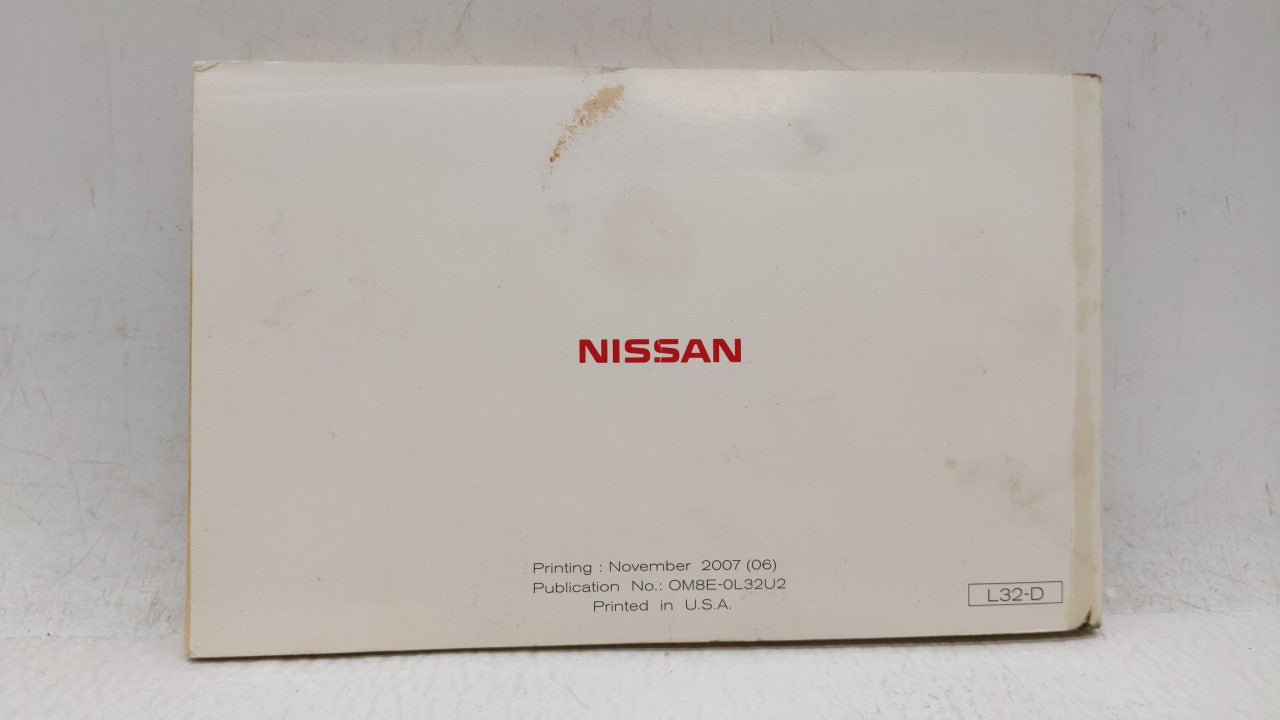 NISSAN
Printing : November 2007 (06)
Publication No.: OM8E-0L32U2
Printed in U.S.A.
L32-D